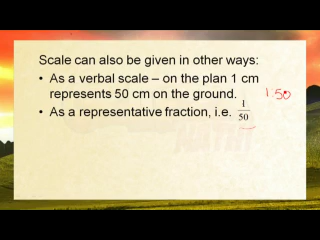 Scale can also be given in other ways:
• As a verbal scale – on the plan 1 cm
represents 50 cm on the ground. 1:50
• As a representative fraction, i.e. 1/50